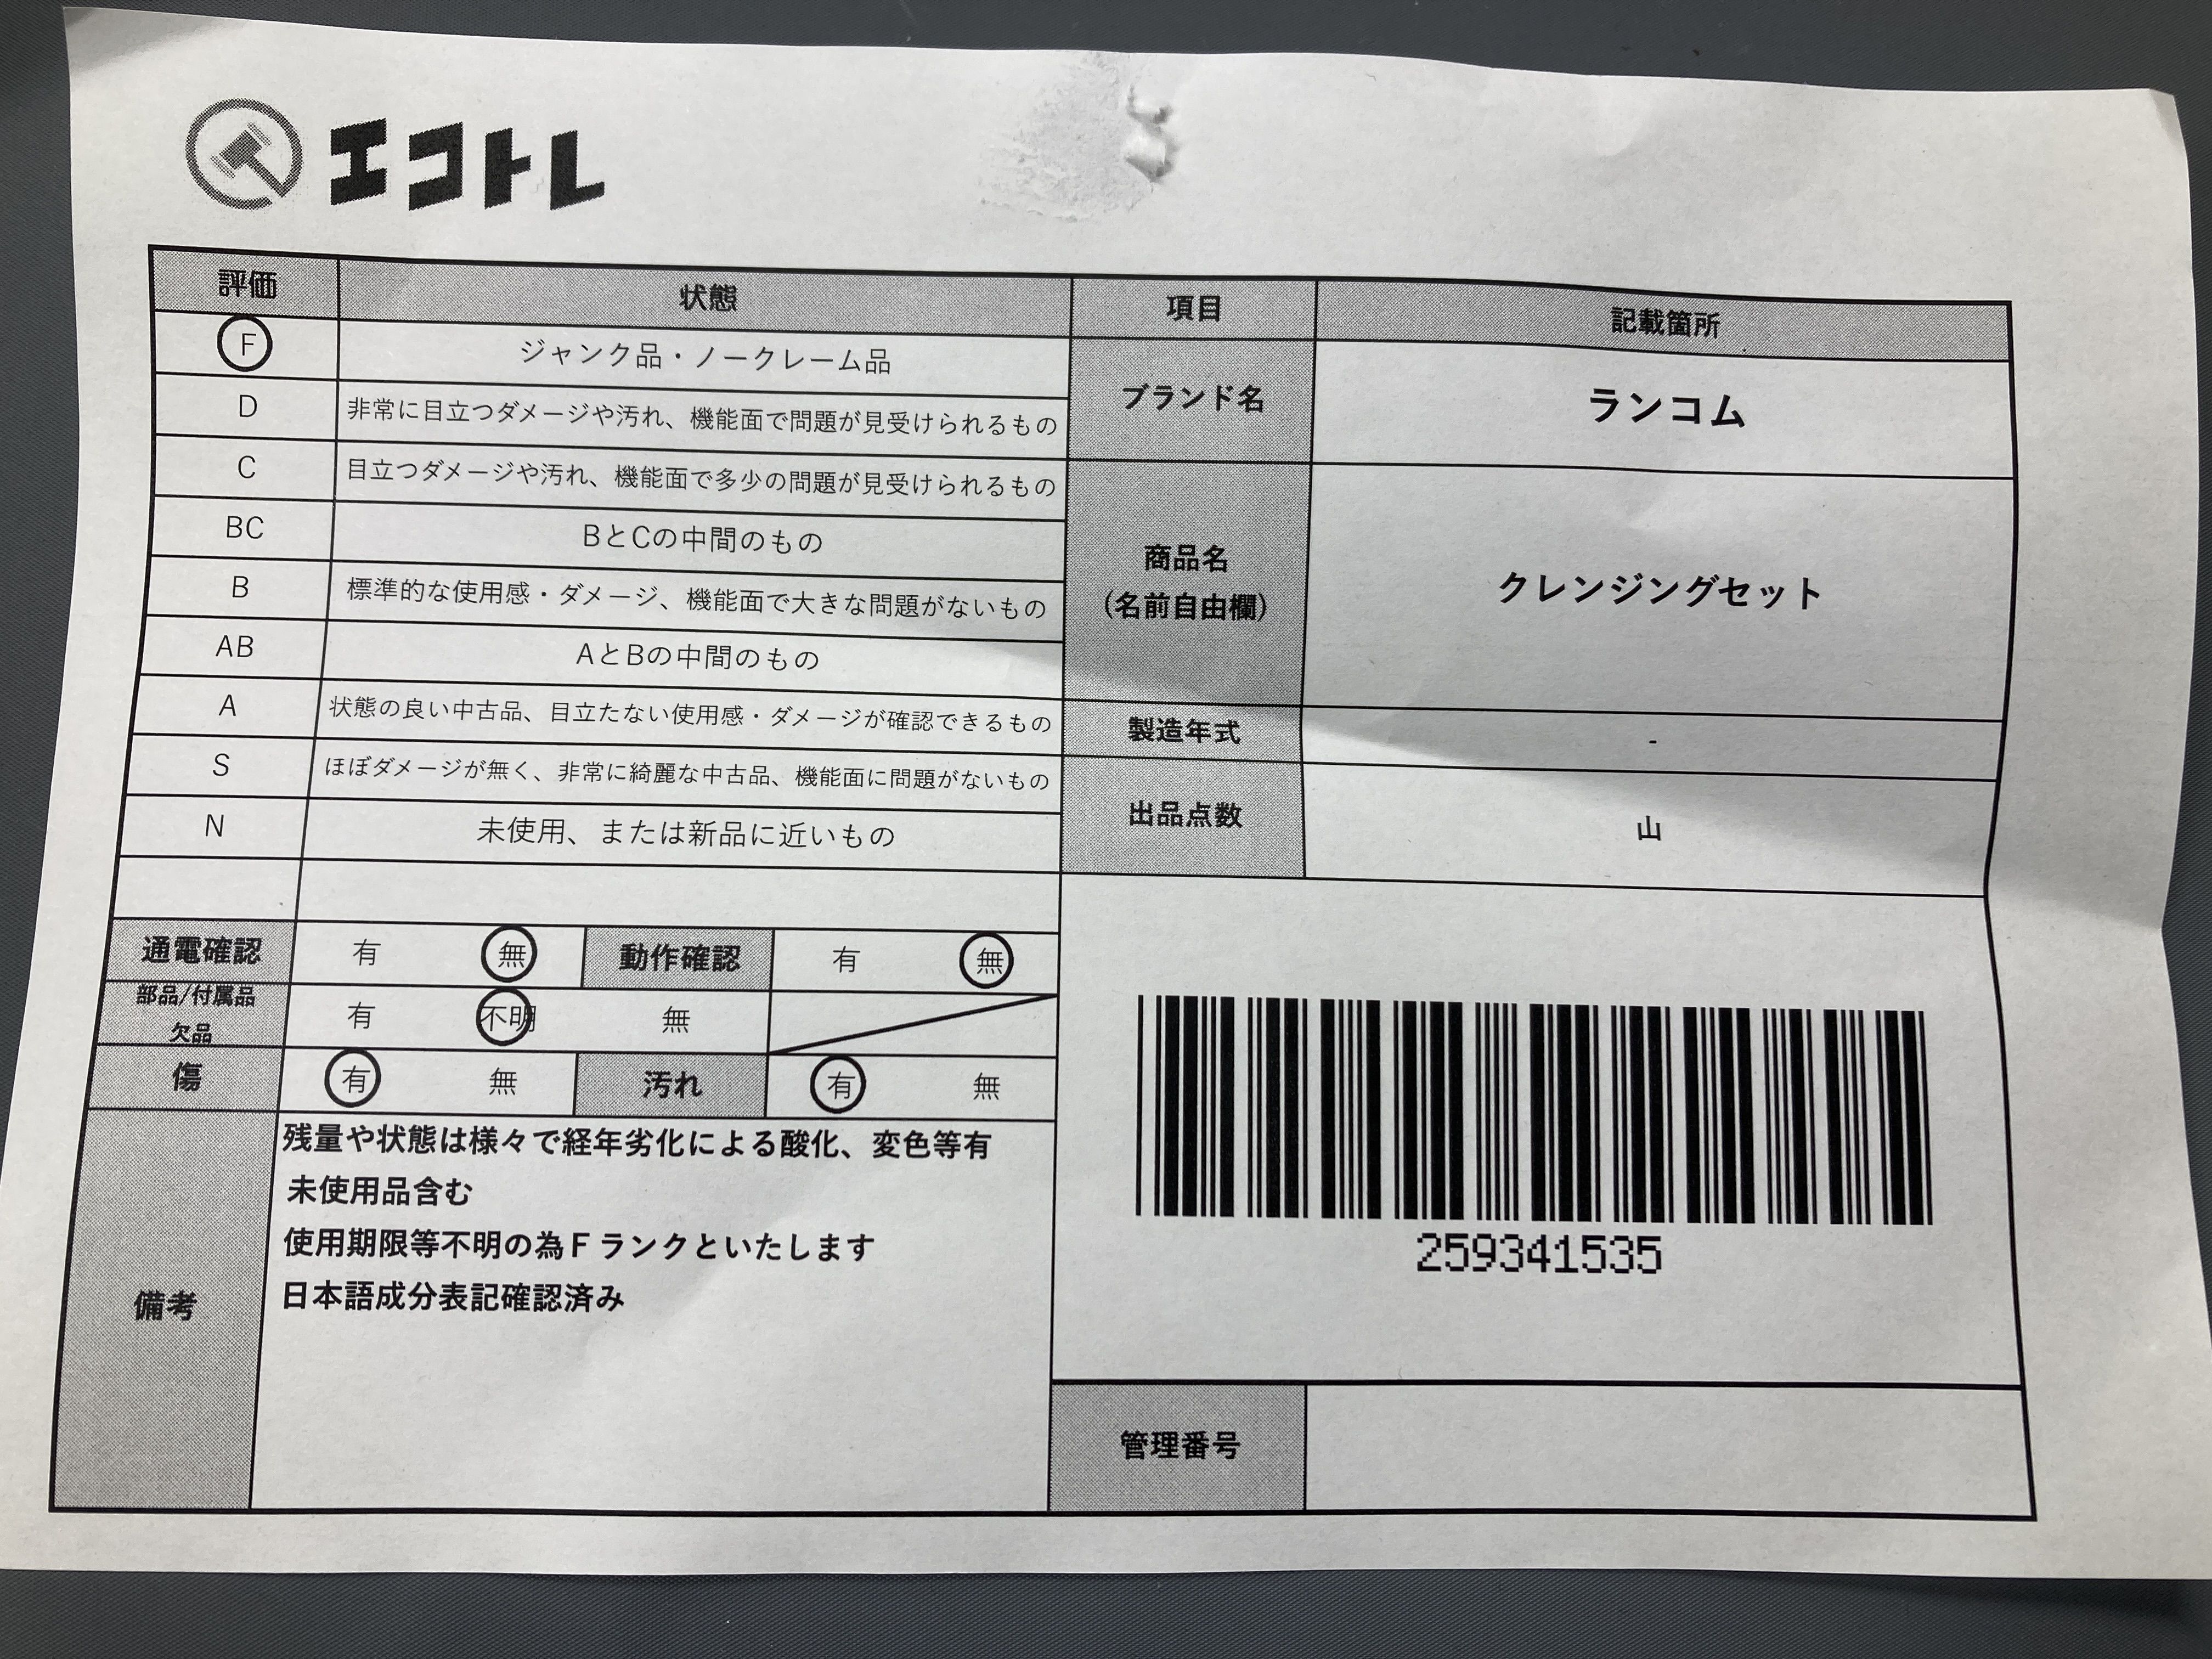 エコトレ
評価 状態 項目 記載箇所
F ジャンク品・ノークレーム品
D 非常に目立つダメージや汚れ、機能面で問題が見受けられるもの
C 目立つダメージや汚れ、機能面で多少の問題が見受けられるもの
BC BとCの中間のもの
B 標準的な使用感・ダメージ、機能面で大きな問題がないもの
AB AとBの中間のもの
A 状態の良い中古品、目立たない使用感・ダメージが確認できるもの
S ほぼダメージが無く、非常に綺麗な中古品、機能面に問題がないもの
N 未使用、または新品に近いもの
ブランド名 ランコム
商品名
(名前自由欄)
クレンジングセット
製造年式 -
出品点数 山
通電確認 有 無 動作確認 有 無
部品/付属品
欠品
有 不明 無
傷 有 無 汚れ 有 無
備考
残量や状態は様々で経年劣化による酸化、変色等有
未使用品含む
使用期限等不明の為Fランクといたします
日本語成分表記確認済み
259341535
管理番号